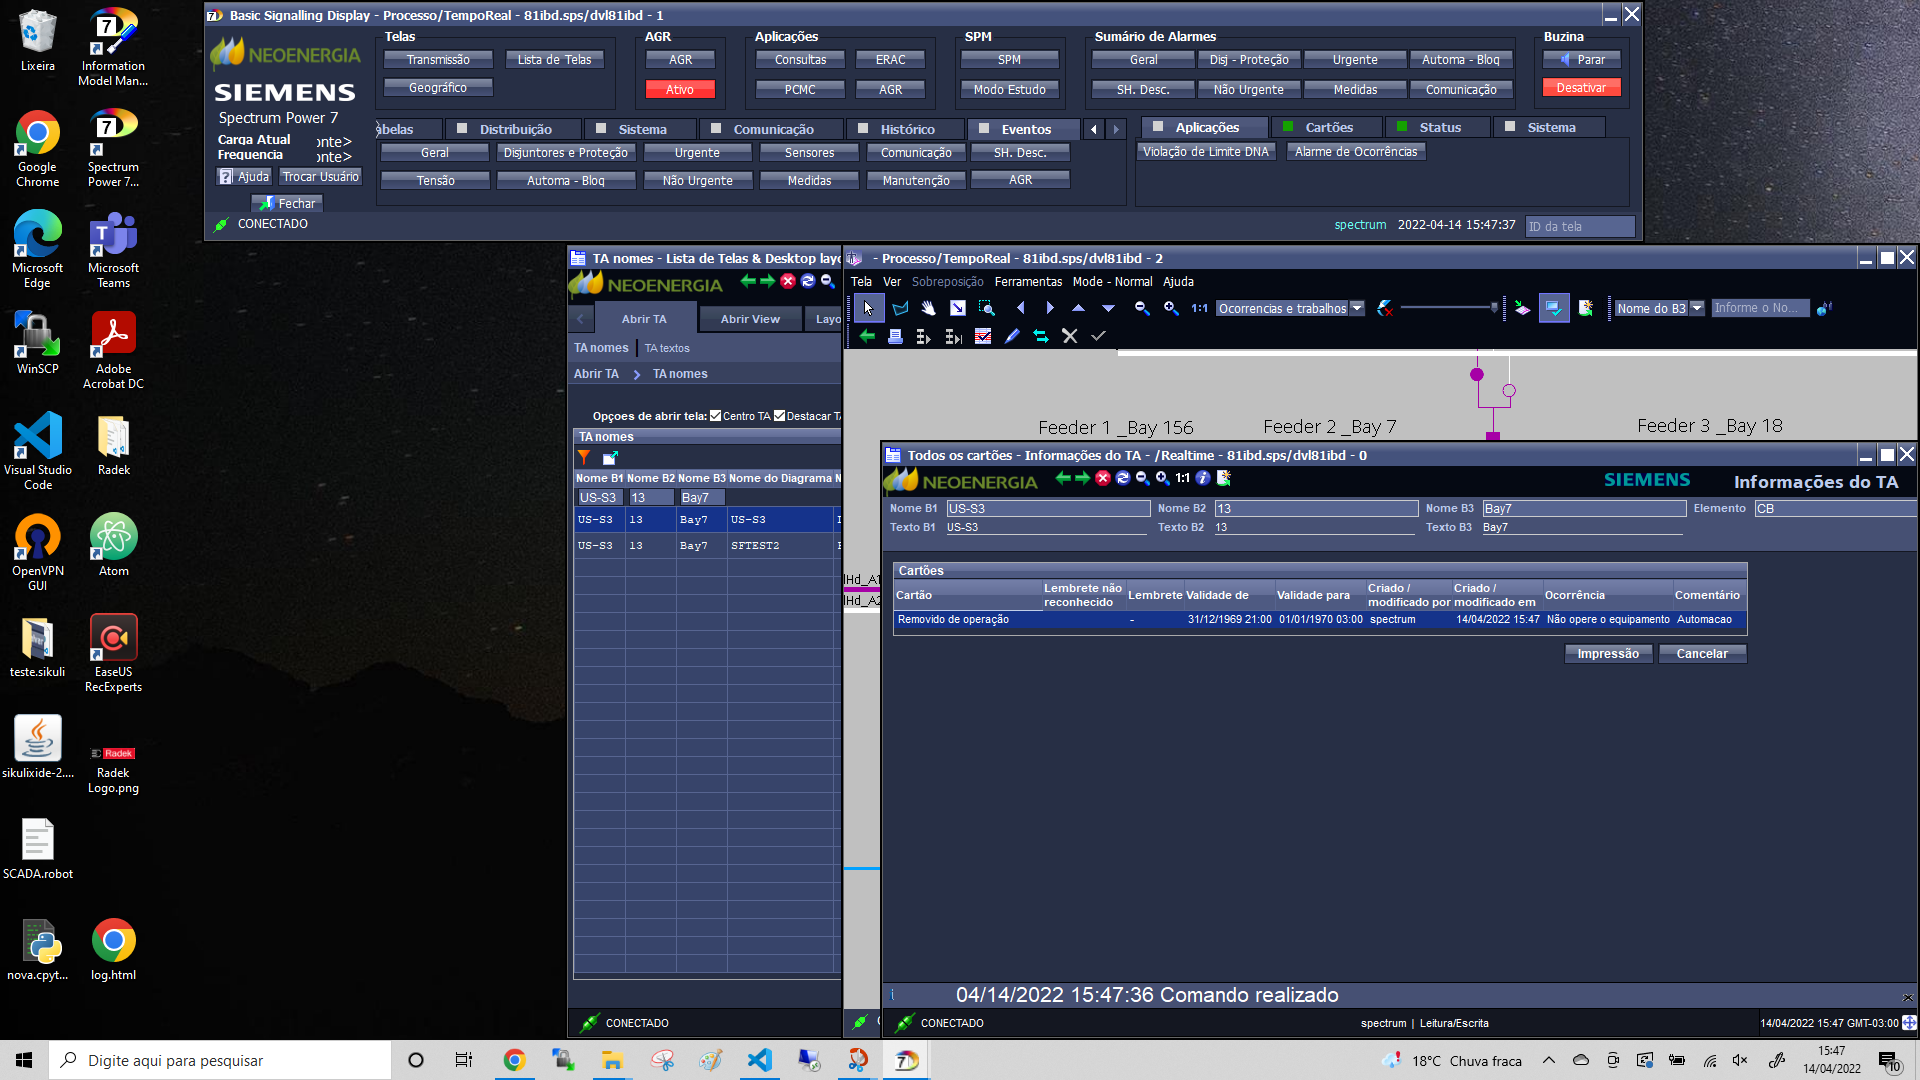 Lixeira
Information Model Man...
Google Chrome
Spectrum Power 7...
Microsoft Edge
Microsoft Teams
WinSCP
Adobe Acrobat DC
Visual Studio Code
Radek
OpenVPN GUI
Atom
teste.sikuli
EaseUS RecExperts
sikulixide-2....
Radek
Radek Logo.png
SCADA.robot
nova.cpyt...
log.html
Basic Signalling Display - Processo/TempoReal - 81ibd.sps/dvl81ibd - 1
NEOENERGIA
SIEMENS
Spectrum Power 7
Carga Atual onte>
Frequencia onte>
Ajuda Trocar Usuário
Fechar
CONECTADO
Telas
Transmissão Lista de Telas
Geográfico
AGR
AGR
Ativo
Aplicações
Consultas ERAC
PCMC AGR
SPM
SPM
Modo Estudo
Sumário de Alarmes
Geral Disj - Proteção Urgente Automa - Bloq
SH. Desc. Não Urgente Medidas Comunicação
Buzina
Parar
Desativar
abelas Distribuição Sistema Comunicação Histórico Eventos
Geral Disjuntores e Proteção Urgente Sensores Comunicação SH. Desc.
Tensão Automa - Bloq Não Urgente Medidas Manutenção AGR
Aplicações Cartões Status Sistema
Violação de Limite DNA Alarme de Ocorrências
spectrum 2022-04-14 15:47:37 ID da tela
TA nomes - Lista de Telas & Desktop layo
NEOENERGIA
Abrir TA Abrir View Layo
TA nomes TA textos
Abrir TA TA nomes
Opçoes de abrir tela: Centro TA Destacar TA
TA nomes
Nome B1 Nome B2 Nome B3 Nome do Diagrama N
US-S3 13 Bay7
US-S3 13 Bay7 US-S3
US-S3 13 Bay7 SFTEST2
CONECTADO
- Processo/TempoReal - 81ibd.sps/dvl81ibd - 2
Tela Ver Sobreposição Ferramentas Mode - Normal Ajuda
1:1 Ocorrencias e trabalhos Nome do B3 Informe o No...
Feeder 1 _Bay 156 Feeder 2 _Bay 7 Feeder 3 _Bay 18
lHd_A1
lHd_A2
Todos os cartões - Informações do TA - /Realtime - 81ibd.sps/dvl81ibd - 0
NEOENERGIA 1:1 SIEMENS Informações do TA
Nome B1 US-S3 Nome B2 13 Nome B3 Bay7 Elemento CB
Texto B1 US-S3 Texto B2 13 Texto B3 Bay7
Cartões
Cartão Lembrete não reconhecido Lembrete Validade de Validade para Criado / modificado por Criado / modificado em Ocorrência Comentário
Removido de operação - 31/12/1969 21:00 01/01/1970 03:00 spectrum 14/04/2022 15:47 Não opere o equipamento Automacao
Impressão Cancelar
04/14/2022 15:47:36 Comando realizado
CONECTADO spectrum | Leitura/Escrita 14/04/2022 15:47 GMT-03:00
Digite aqui para pesquisar
18°C Chuva fraca
15:47
14/04/2022
10